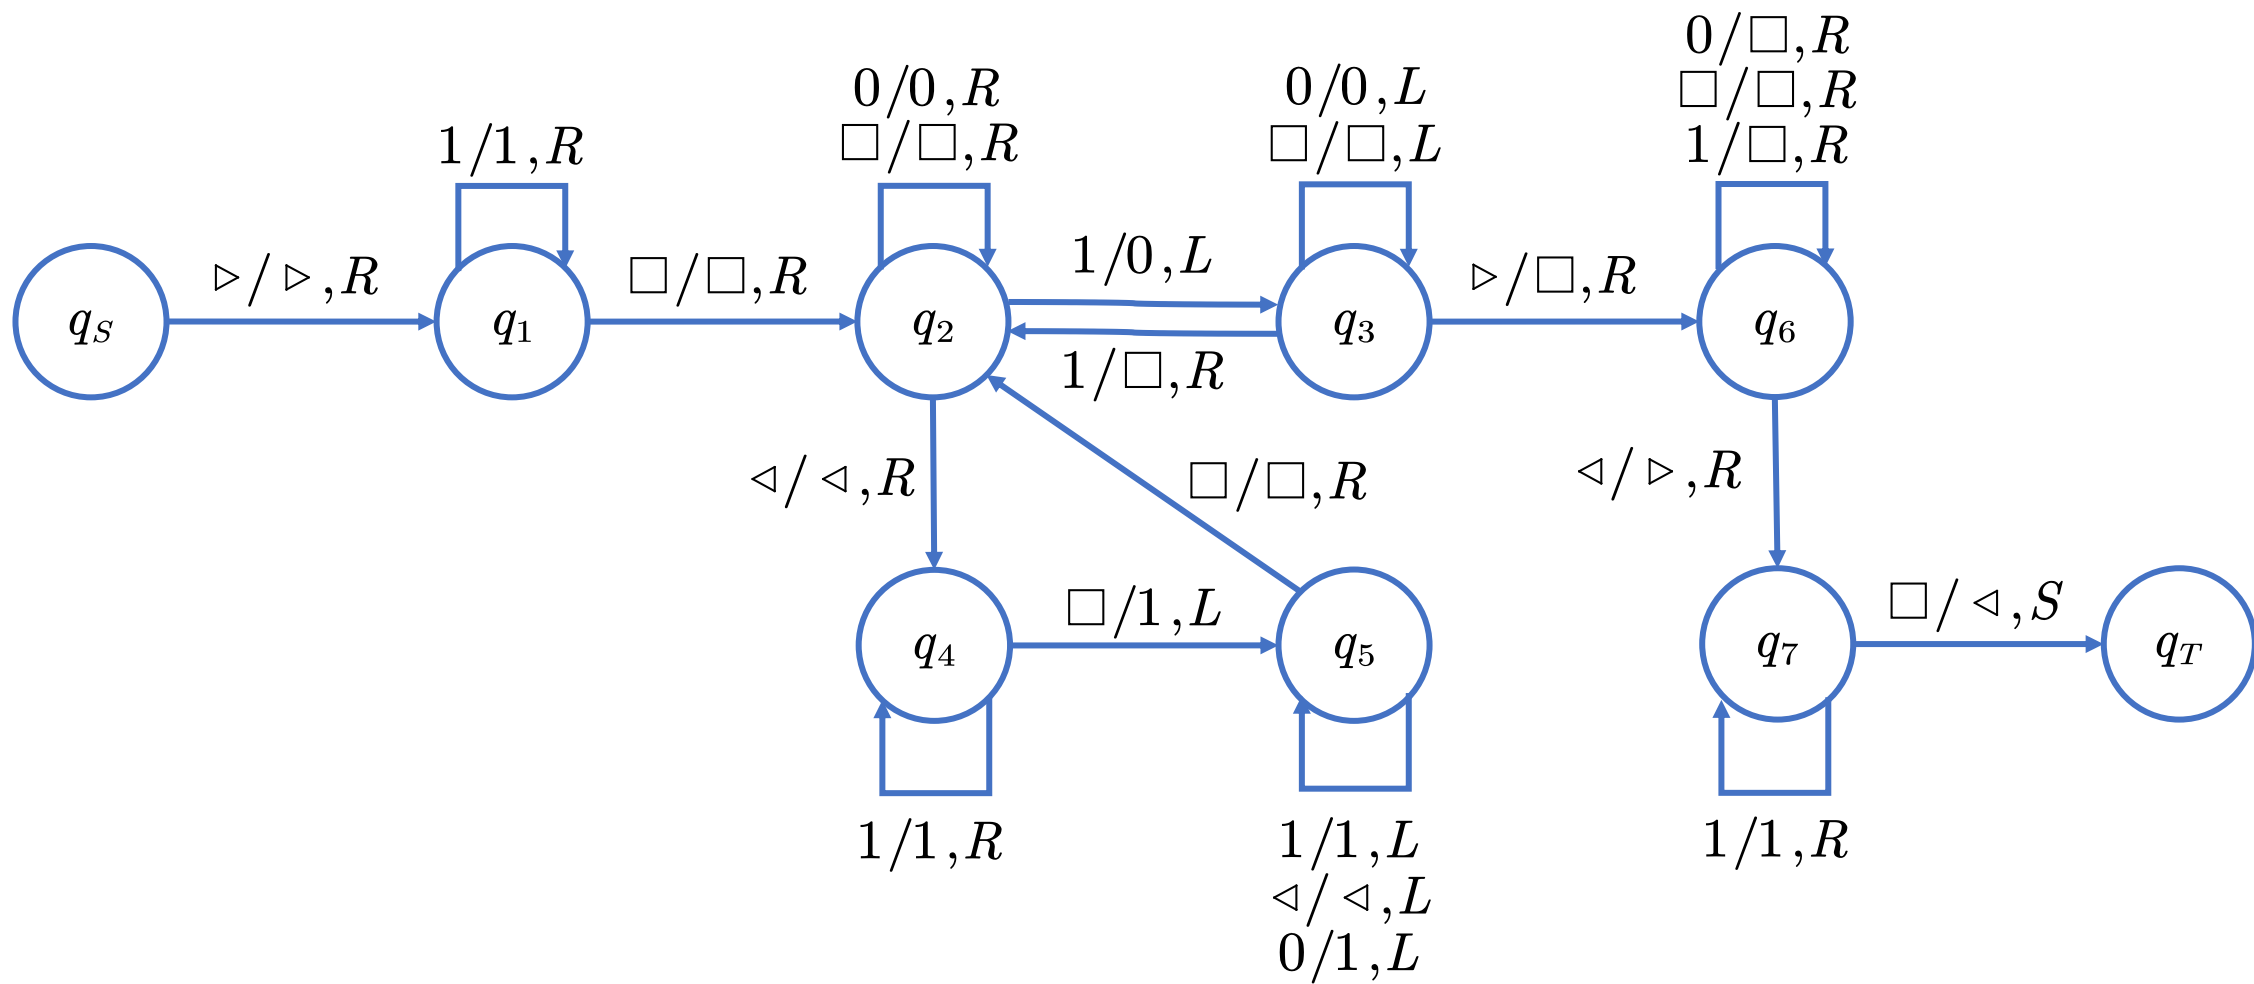 0/□,R
0/0,R
0/0,L
□/□,R
1/1,R
□/□,R
□/□,L
1/□,R
▷/▷,R
□/□,R
1/0,L
▷/□,R
q_S
q_1
q_2
q_3
q_6
1/□,R
◁/◁,R
□/□,R
◁/▷,R
□/1,L
□/◁,S
q_4
q_5
q_7
q_T
1/1,R
1/1,L
1/1,R
◁/◁,L
0/1,L